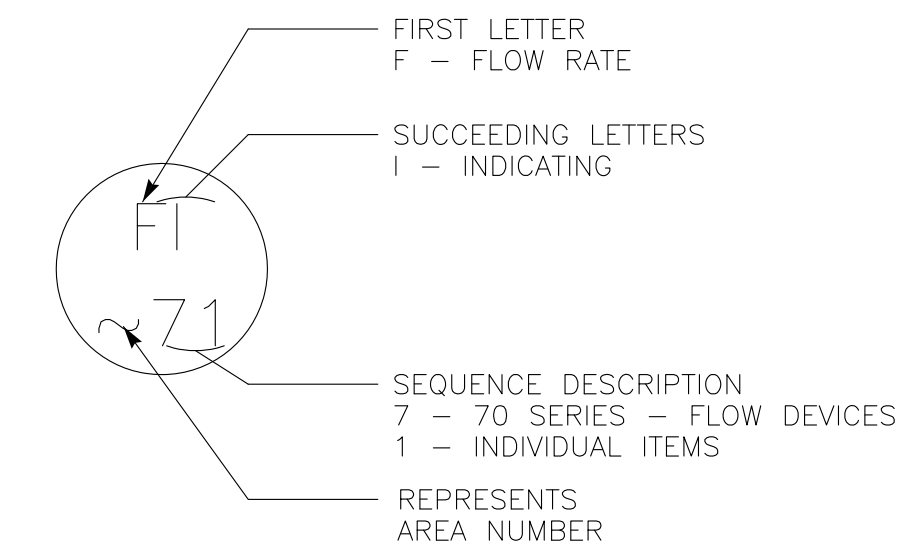 FIRST LETTER
F – FLOW RATE
SUCCEEDING LETTERS
I – INDICATING
FI
~71
SEQUENCE DESCRIPTION
7 – 70 SERIES – FLOW DEVICES
1 – INDIVIDUAL ITEMS
REPRESENTS
AREA NUMBER